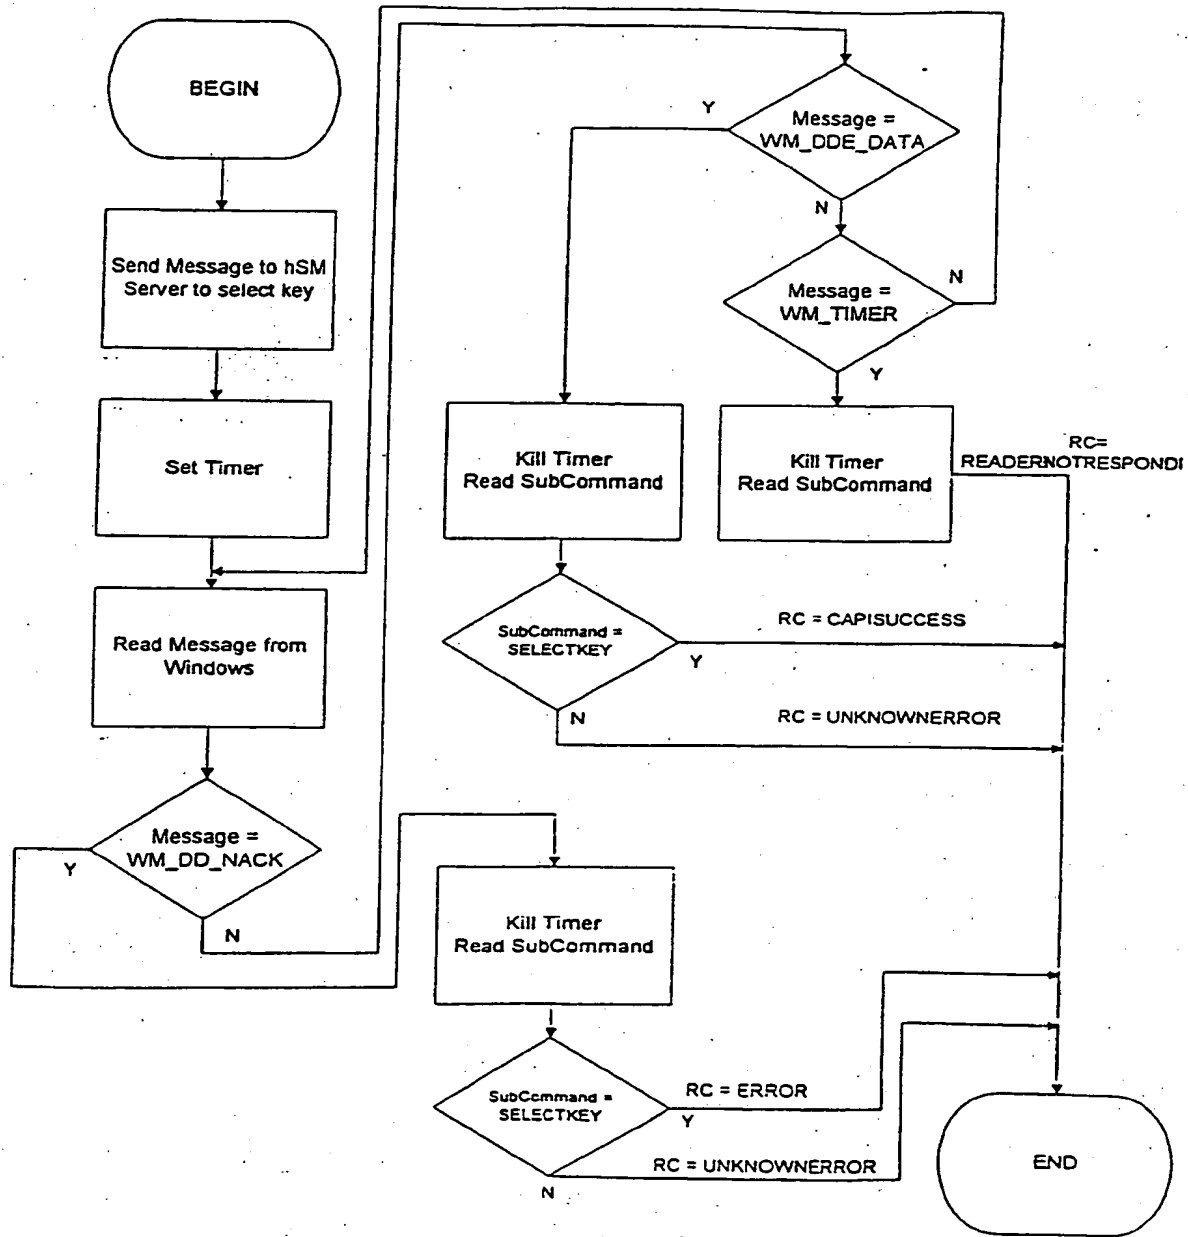 BEGIN
Send Message to hSM
Server to select key
Set Timer
Read Message from
Windows
Message =
WM_DD_NACK
Y
N
Message =
WM_DDE_DATA
Y
N
Message =
WM_TIMER
N
Y
Kill Timer
Read SubCommand
Kill Timer
Read SubCommand
RC=
READERNOTRESPONDI
SubCommand =
SELECTKEY
RC = CAPISUCCESS
Y
N
RC = UNKNOWNERROR
Kill Timer
Read SubCommand
SubCommand =
SELECTKEY
RC = ERROR
Y
RC = UNKNOWNERROR
N
END